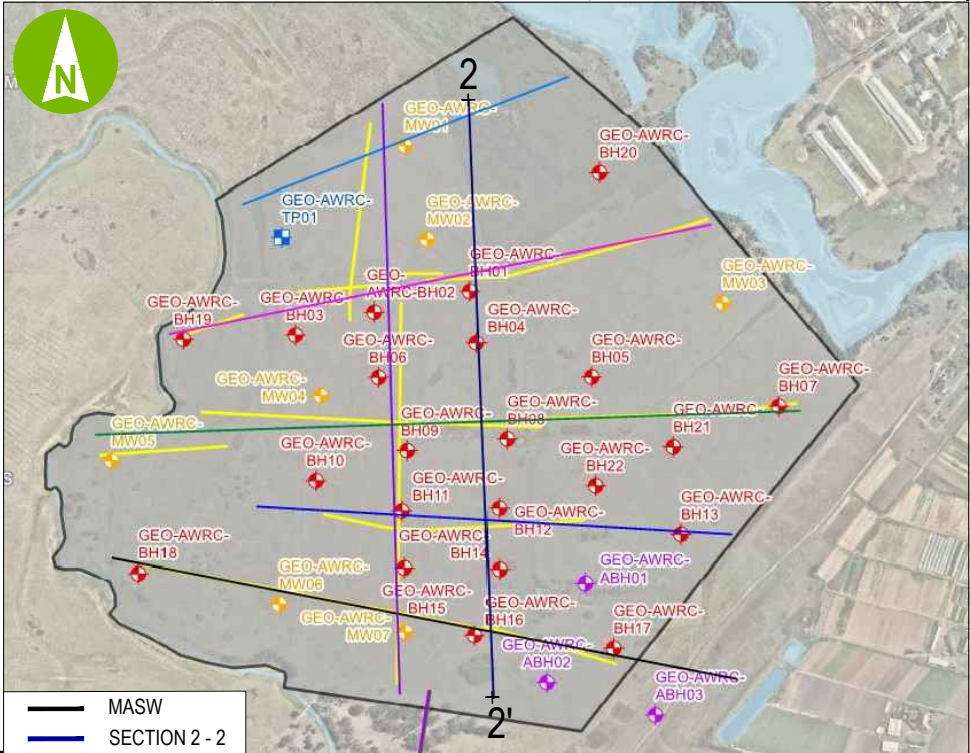 N
M
2
GEO-AWRC-
MW01
GEO-AWRC-
BH20
GEO-AWRC-
TP01
GEO-AWRC-
MW02
GEO-AWRC-
BH01
GEO-AWRC-
MW03
GEO-
AWRC-BH02
GEO-AWRC-
BH19
GEO-AWRC-
BH03
GEO-AWRC-
BH04
GEO-AWRC-
BH06
GEO-AWRC-
BH05
GEO-AWRC-
BH07
GEO-AWRC-
MW04
GEO-AWRC-
BH08
GEO-AWRC-
BH21
GEO-AWRC-
MW05
GEO-AWRC-
BH09
GEO-AWRC-
BH10
GEO-AWRC-
BH22
S
GEO-AWRC-
BH11
GEO-AWRC-
BH12
GEO-AWRC-
BH13
GEO-AWRC-
BH18
GEO-AWRC-
BH14
GEO-AWRC-
ABH01
GEO-AWRC-
MW06
GEO-AWRC-
BH15
GEO-AWRC-
BH16
GEO-AWRC-
BH17
GEO-AWRC-
MW07
GEO-AWRC-
ABH02
GEO-AWRC-
ABH03
2'
MASW
SECTION 2 - 2